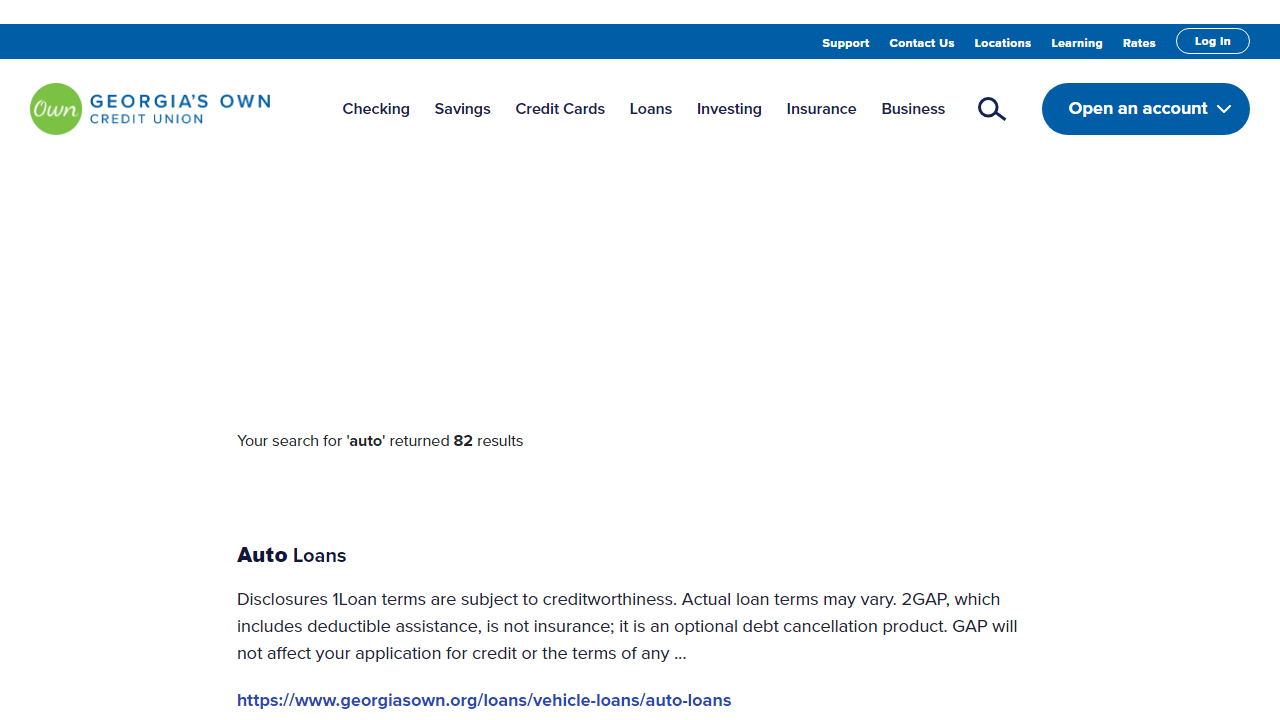 Support Contact Us Locations Learning Rates Log In
Own GEORGIA'S OWN
CREDIT UNION
Checking Savings Credit Cards Loans Investing Insurance Business Open an account
Your search for 'auto' returned 82 results
Auto Loans
Disclosures 1Loan terms are subject to creditworthiness. Actual loan terms may vary. 2GAP, which
includes deductible assistance, is not insurance; it is an optional debt cancellation product. GAP will
not affect your application for credit or the terms of any ...
https://www.georgiasown.org/loans/vehicle-loans/auto-loans